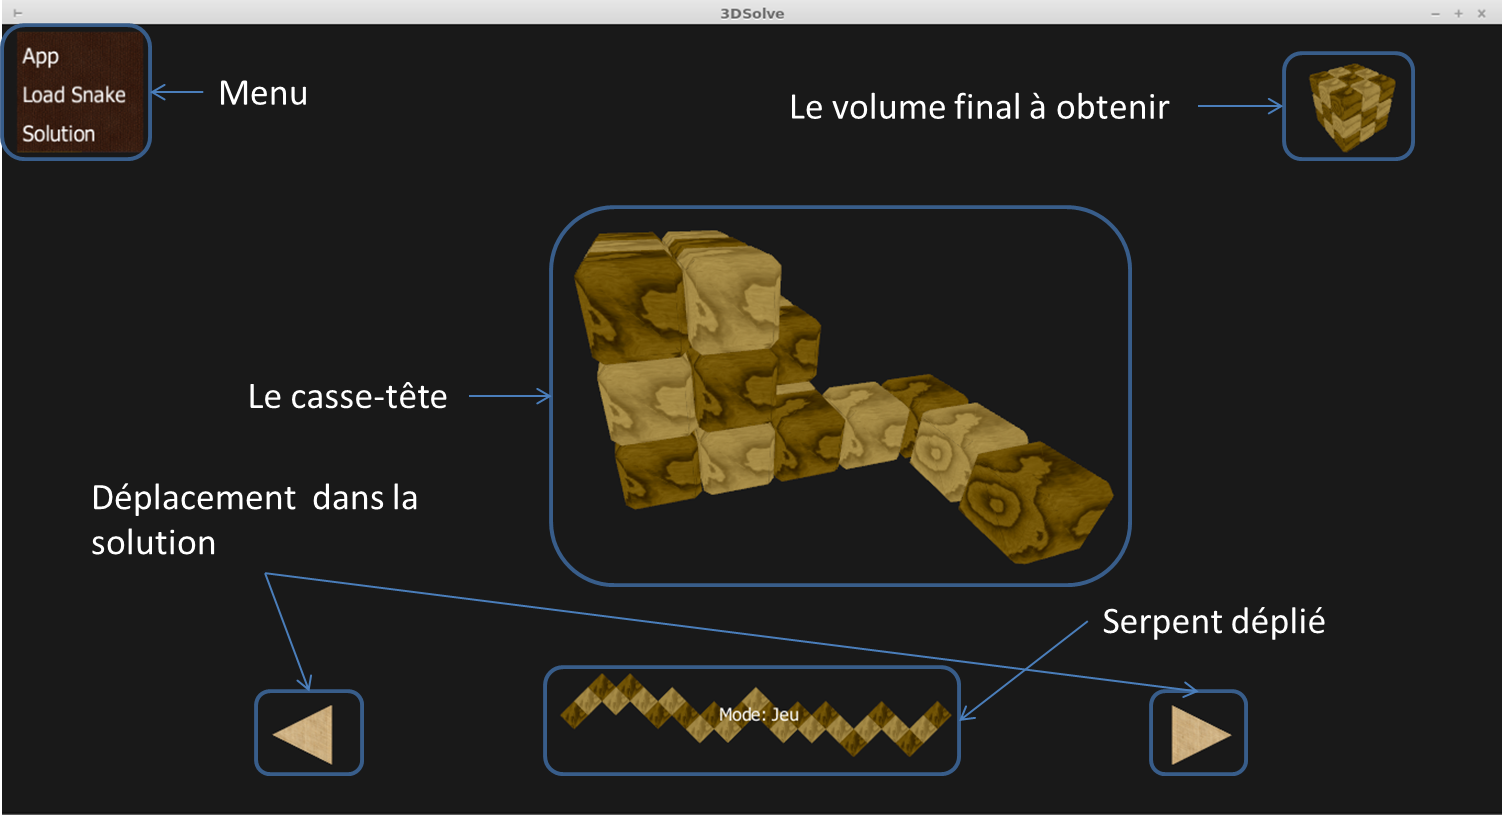 3DSolve
App
Load Snake
Solution
Menu
Le volume final à obtenir
Le casse-tête
Déplacement dans la
solution
Serpent déplié
Mode: Jeu